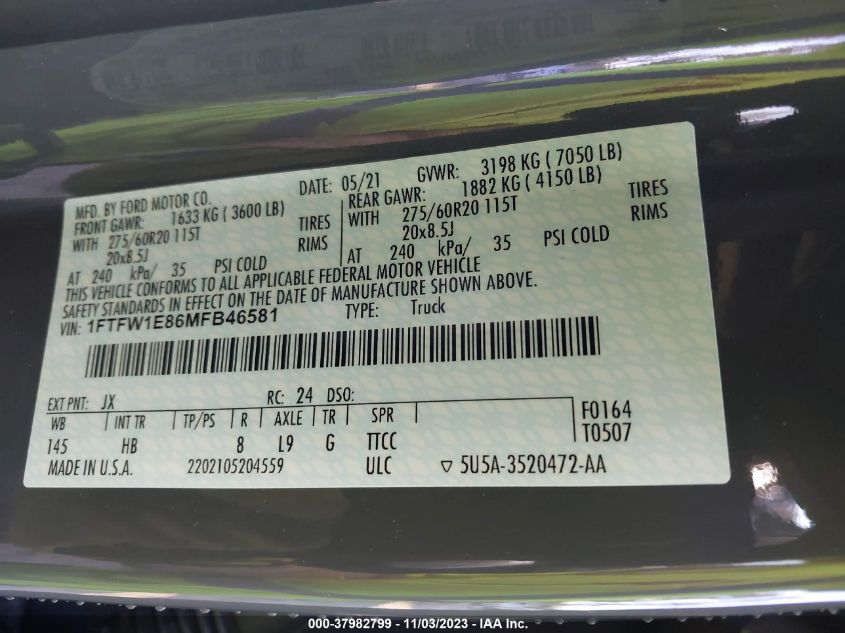 MFD. BY FORD MOTOR CO. DATE: 05/21 GVWR: 3198 KG ( 7050 LB)
FRONT GAWR: 1633 KG ( 3600 LB) REAR GAWR: 1882 KG ( 4150 LB)
WITH 275/60R20 115T TIRES WITH 275/60R20 115T TIRES
20x8.5J RIMS 20x8.5J RIMS
AT 240 kPa/ 35 PSI COLD AT 240 kPa/ 35 PSI COLD
THIS VEHICLE CONFORMS TO ALL APPLICABLE FEDERAL MOTOR VEHICLE
SAFETY STANDARDS IN EFFECT ON THE DATE OF MANUFACTURE SHOWN ABOVE.
VIN: 1FTFW1E86MFB46581 TYPE: Truck
EXT PNT: JX RC: 24 DSO:
WB INT TR TP/PS R AXLE TR SPR F0164
145 HB 8 L9 G TTCC T0507
MADE IN U.S.A. 2202105204559 ULC 5U5A-3520472-AA
000-37982799 - 11/03/2023 - IAA Inc.